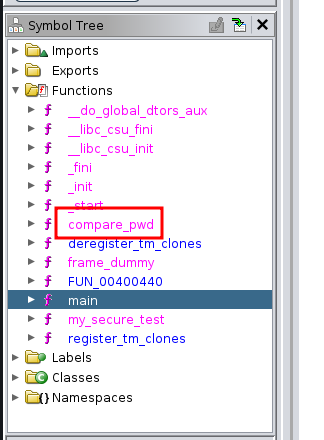 Symbol Tree
Imports
Exports
Functions
__do_global_dtors_aux
__libc_csu_fini
__libc_csu_init
_fini
_init
_start
compare_pwd
deregister_tm_clones
frame_dummy
FUN_00400440
main
my_secure_test
register_tm_clones
Labels
Classes
Namespaces